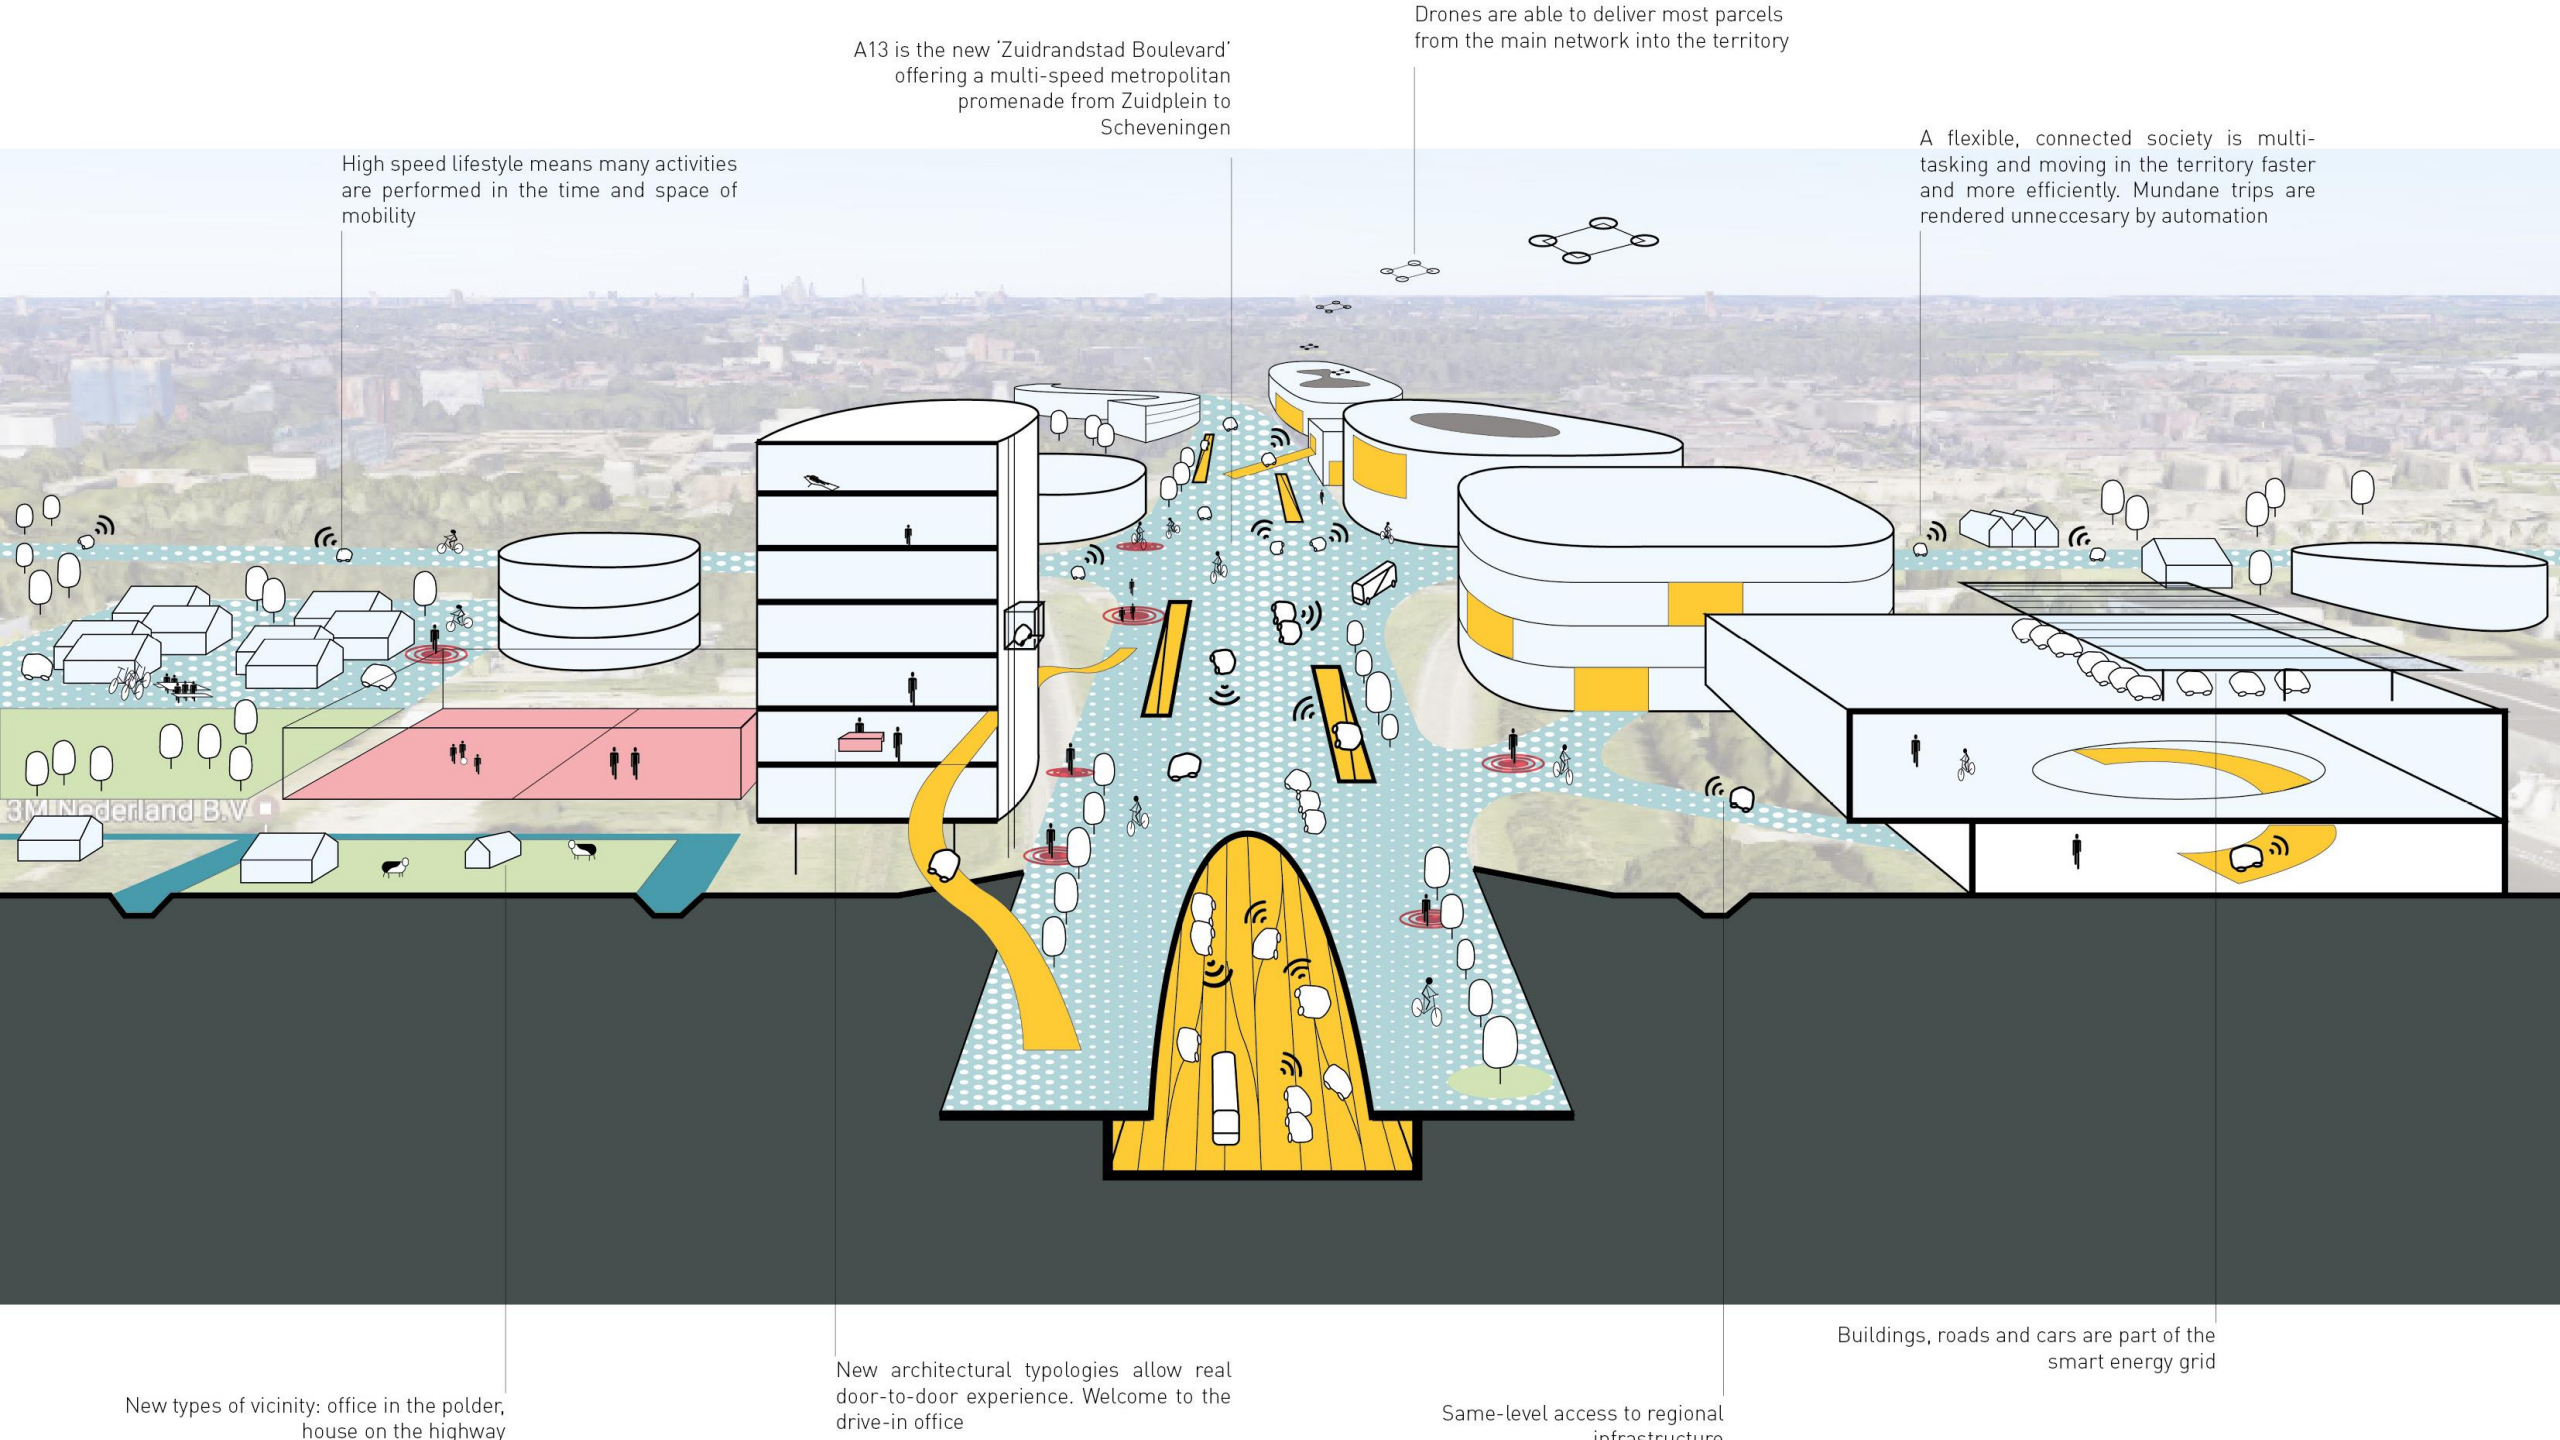 Drones are able to deliver most parcels
from the main network into the territory
A13 is the new ‘Zuidrandstad Boulevard’
offering a multi-speed metropolitan
promenade from Zuidplein to
Scheveningen
A flexible, connected society is multi-
tasking and moving in the territory faster
and more efficiently. Mundane trips are
rendered unneccesary by automation
High speed lifestyle means many activities
are performed in the time and space of
mobility
3M Nederland B.V
Buildings, roads and cars are part of the
smart energy grid
New architectural typologies allow real
door-to-door experience. Welcome to the
drive-in office
New types of vicinity: office in the polder,
house on the highway
Same-level access to regional
infrastructure